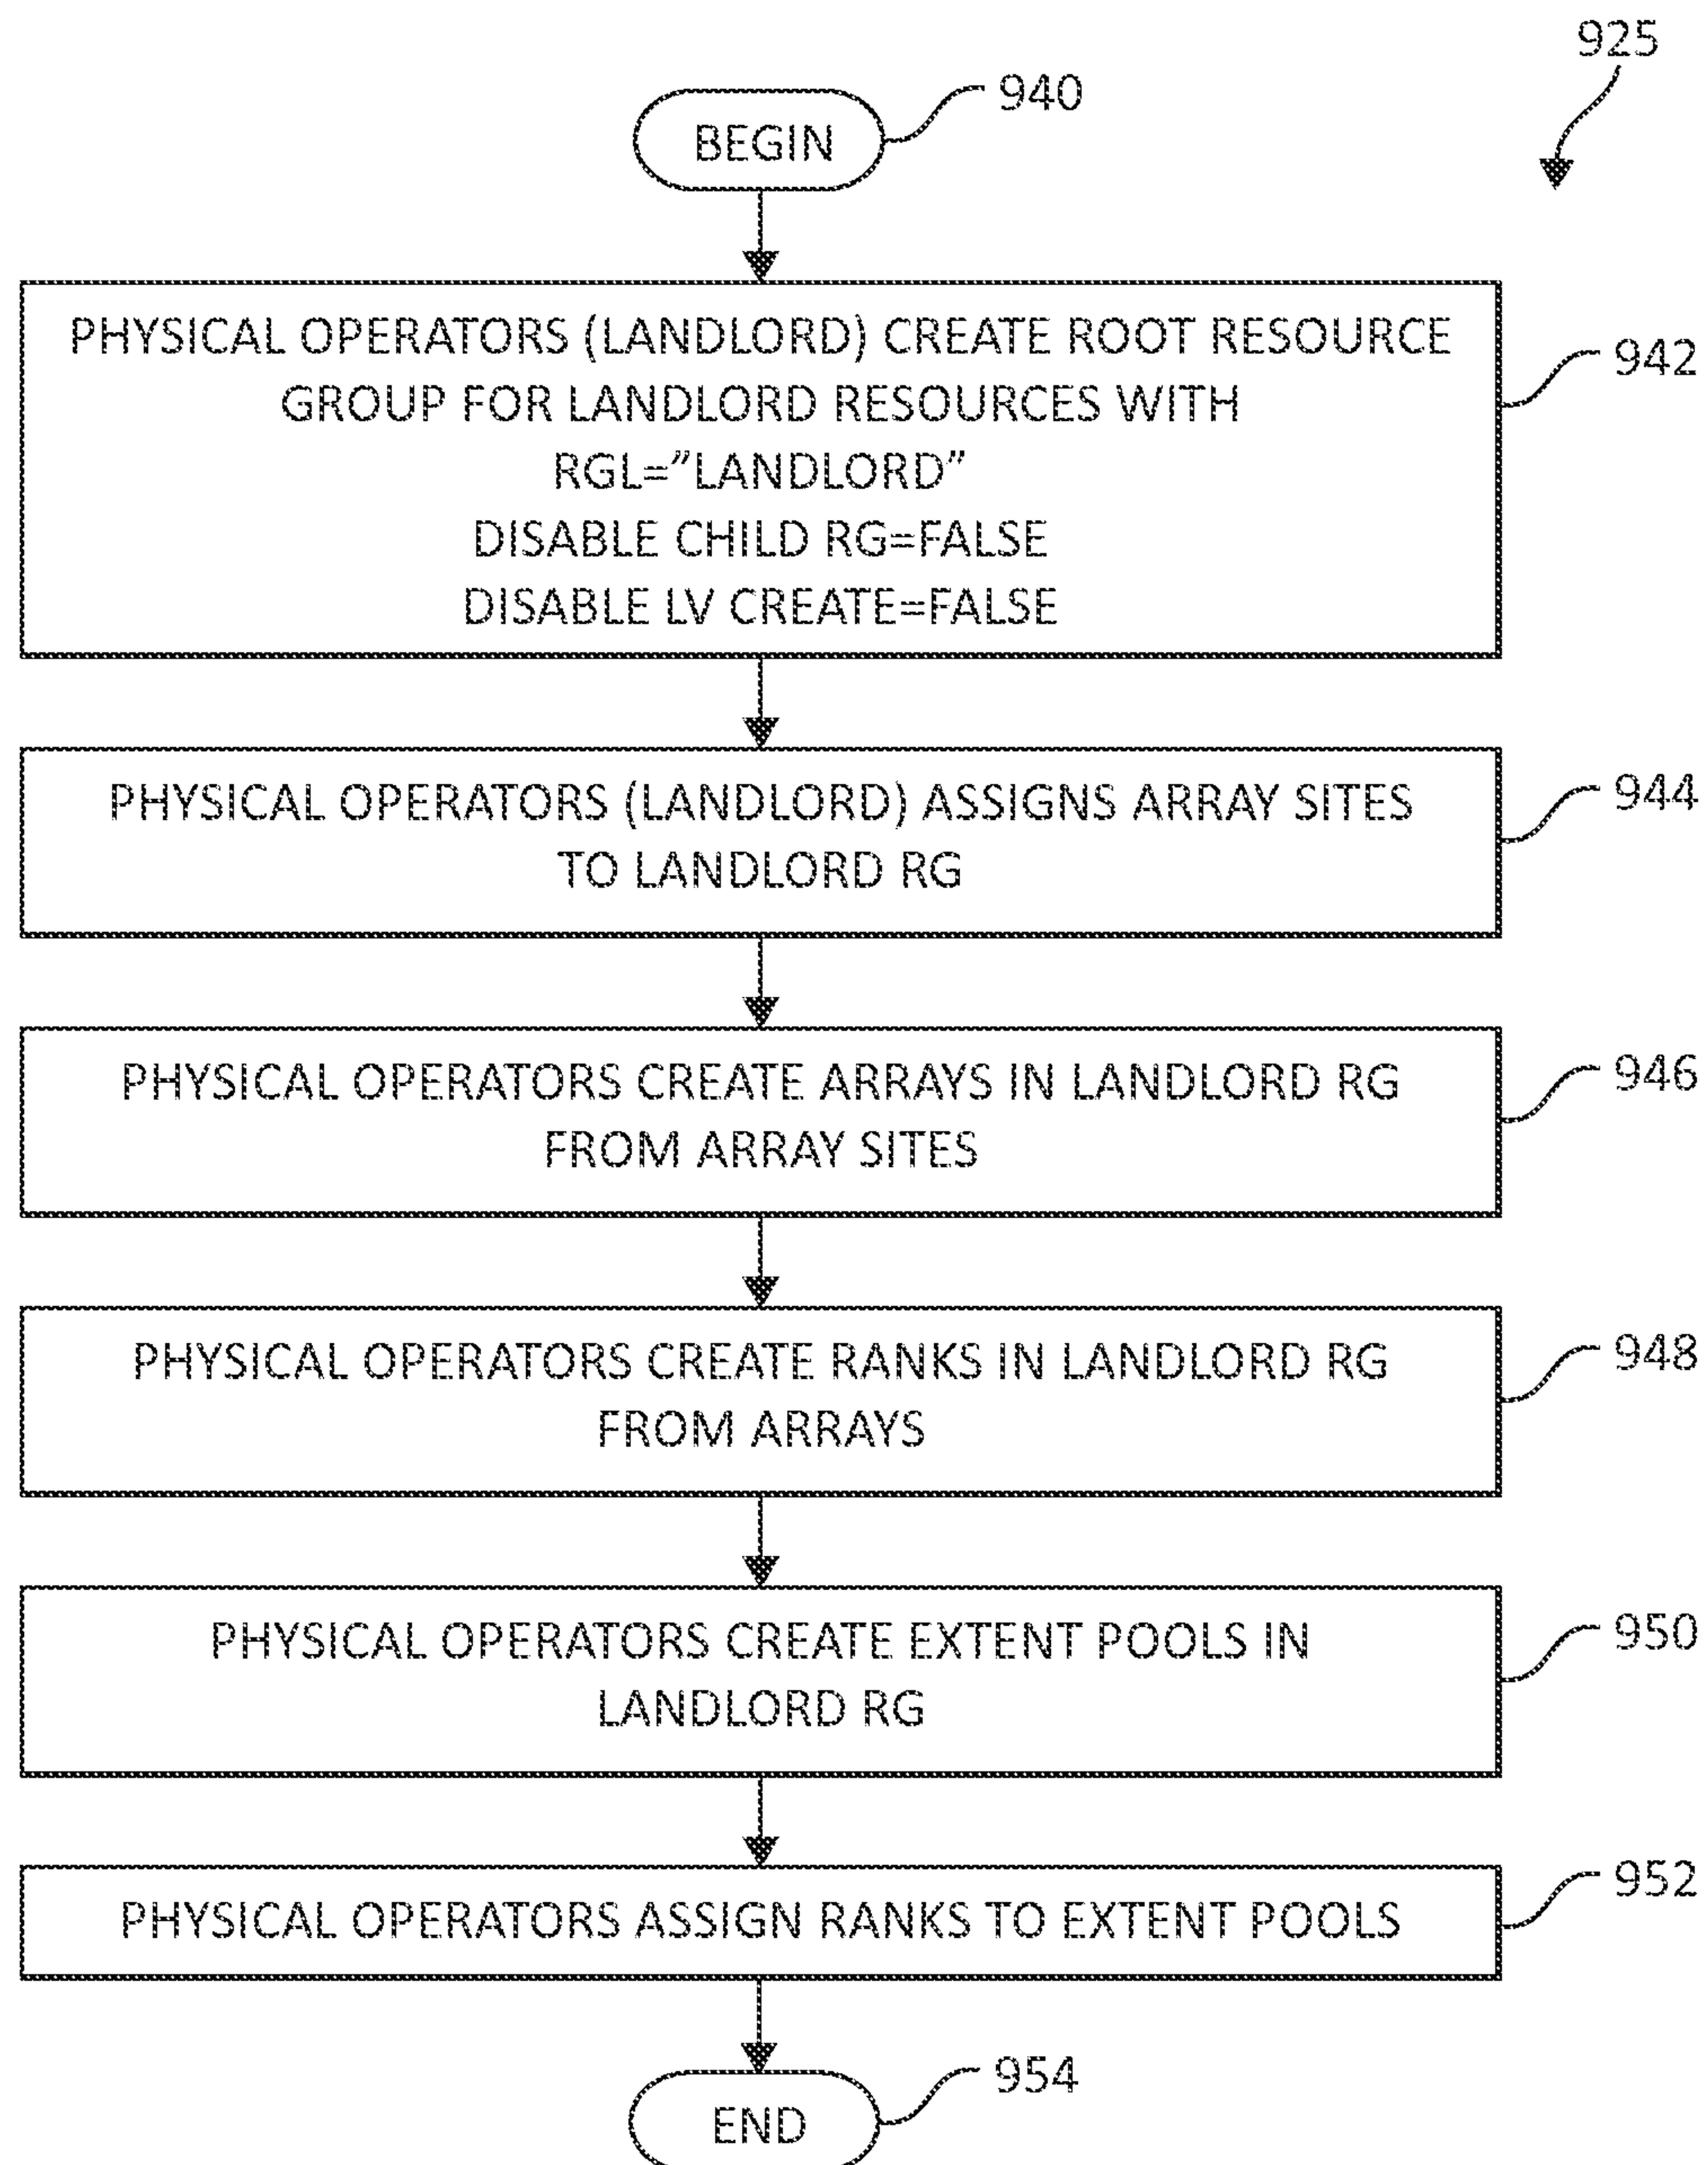 925
BEGIN
940
PHYSICAL OPERATORS (LANDLORD) CREATE ROOT RESOURCE
GROUP FOR LANDLORD RESOURCES WITH
RGL=”LANDLORD”
DISABLE CHILD RG=FALSE
DISABLE LV CREATE=FALSE
942
PHYSICAL OPERATORS (LANDLORD) ASSIGNS ARRAY SITES
TO LANDLORD RG
944
PHYSICAL OPERATORS CREATE ARRAYS IN LANDLORD RG
FROM ARRAY SITES
946
PHYSICAL OPERATORS CREATE RANKS IN LANDLORD RG
FROM ARRAYS
948
PHYSICAL OPERATORS CREATE EXTENT POOLS IN
LANDLORD RG
950
PHYSICAL OPERATORS ASSIGN RANKS TO EXTENT POOLS
952
END
954